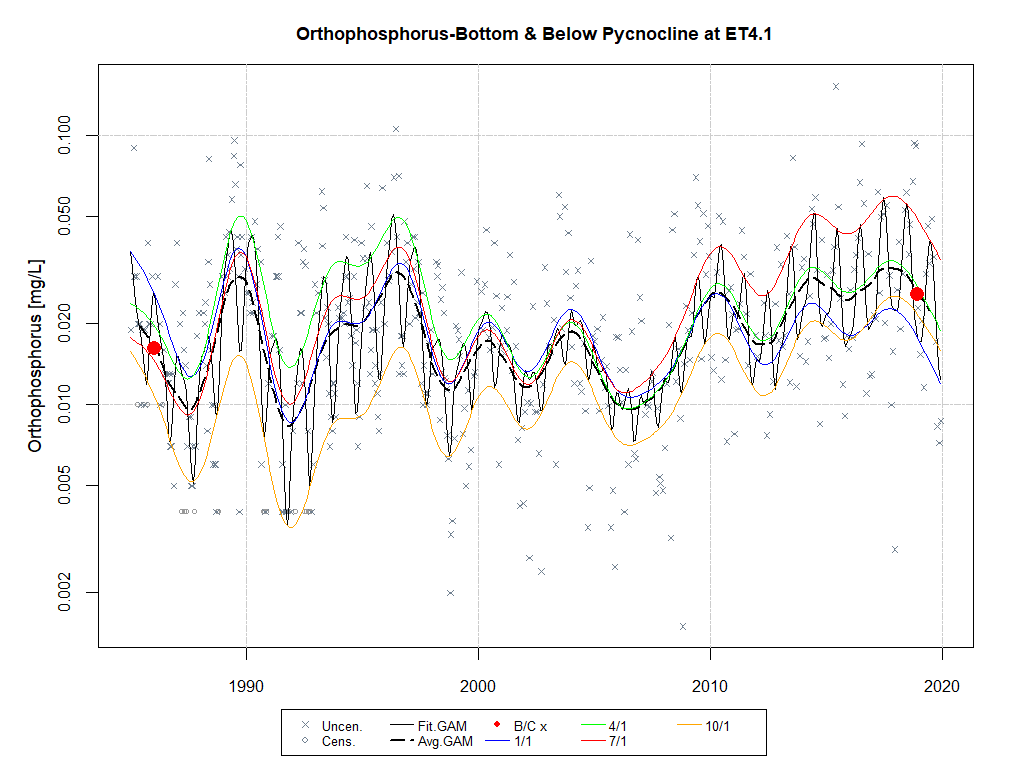 Orthophosphorus-Bottom & Below Pycnocline at ET4.1
Orthophosphorus [mg/L]
0.100
0.050
0.020
0.010
0.005
0.002
1990 2000 2010 2020
Uncen. Fit.GAM B/C x 4/1 10/1
Cens. Avg.GAM 1/1 7/1